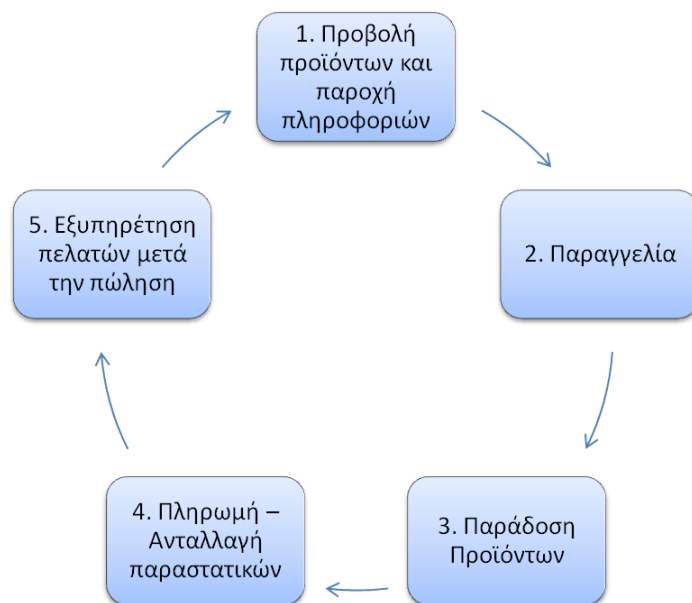 1. Προβολή
προϊόντων και
παροχή
πληροφοριών
2. Παραγγελία
3. Παράδοση
Προϊόντων
4. Πληρωμή –
Ανταλλαγή
παραστατικών
5. Εξυπηρέτηση
πελατών μετά
την πώληση